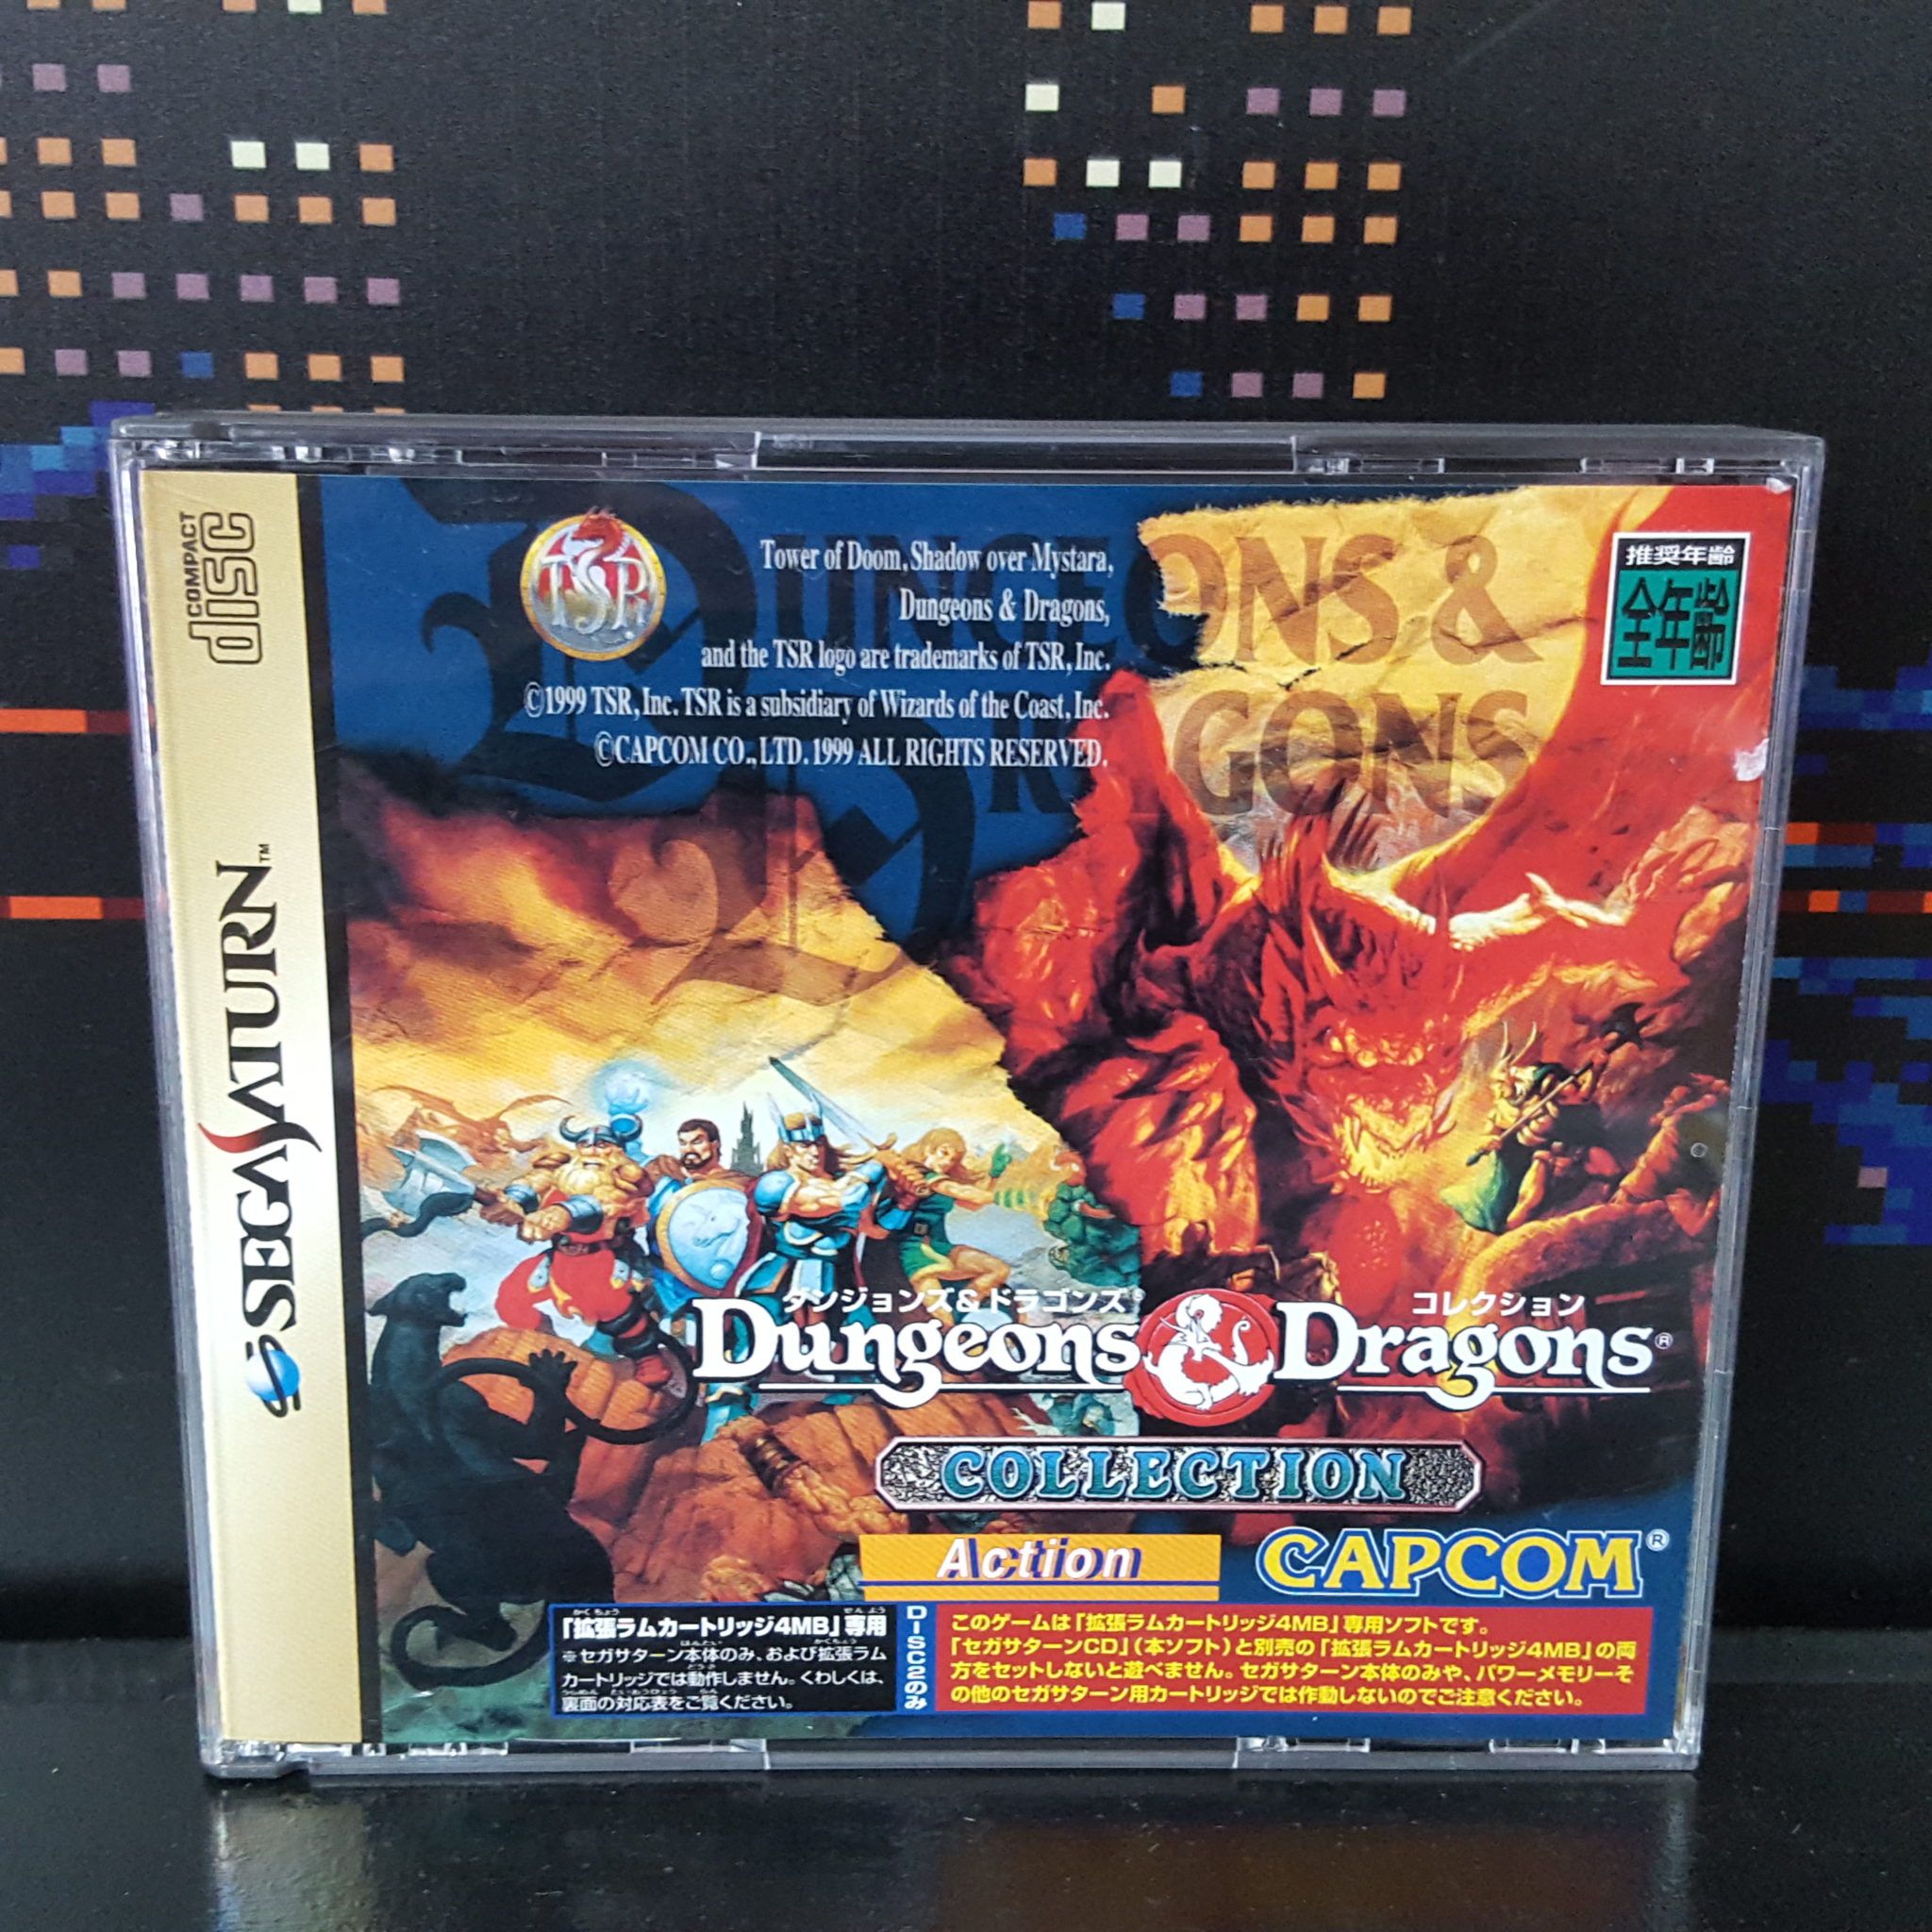 COMPACT
disc
SEGA SATURN™
DUNGEONS &
DRAGONS
TSR
Tower of Doom, Shadow over Mystara,
Dungeons & Dragons,
and the TSR logo are trademarks of TSR, Inc.
©1999 TSR, Inc. TSR is a subsidiary of Wizards of the Coast, Inc.
©CAPCOM CO., LTD. 1999 ALL RIGHTS RESERVED.
推奨年齢
全年齢
ダンジョンズ&ドラゴンズ® コレクション
Dungeons & Dragons®
COLLECTION
Action
CAPCOM®
「拡張ラムカートリッジ4MB」専用
※セガサターン本体のみ、および拡張ラム
カートリッジでは動作しません。くわしくは、
裏面の対応表をご覧ください。
DISC2のみ
このゲームは「拡張ラムカートリッジ4MB」専用ソフトです。
「セガサターンCD」(本ソフト)と別売の「拡張ラムカートリッジ4MB」の両
方をセットしないと遊べません。セガサターン本体のみや、パワーメモリーそ
の他のセガサターン用カートリッジでは作動しないのでご注意ください。